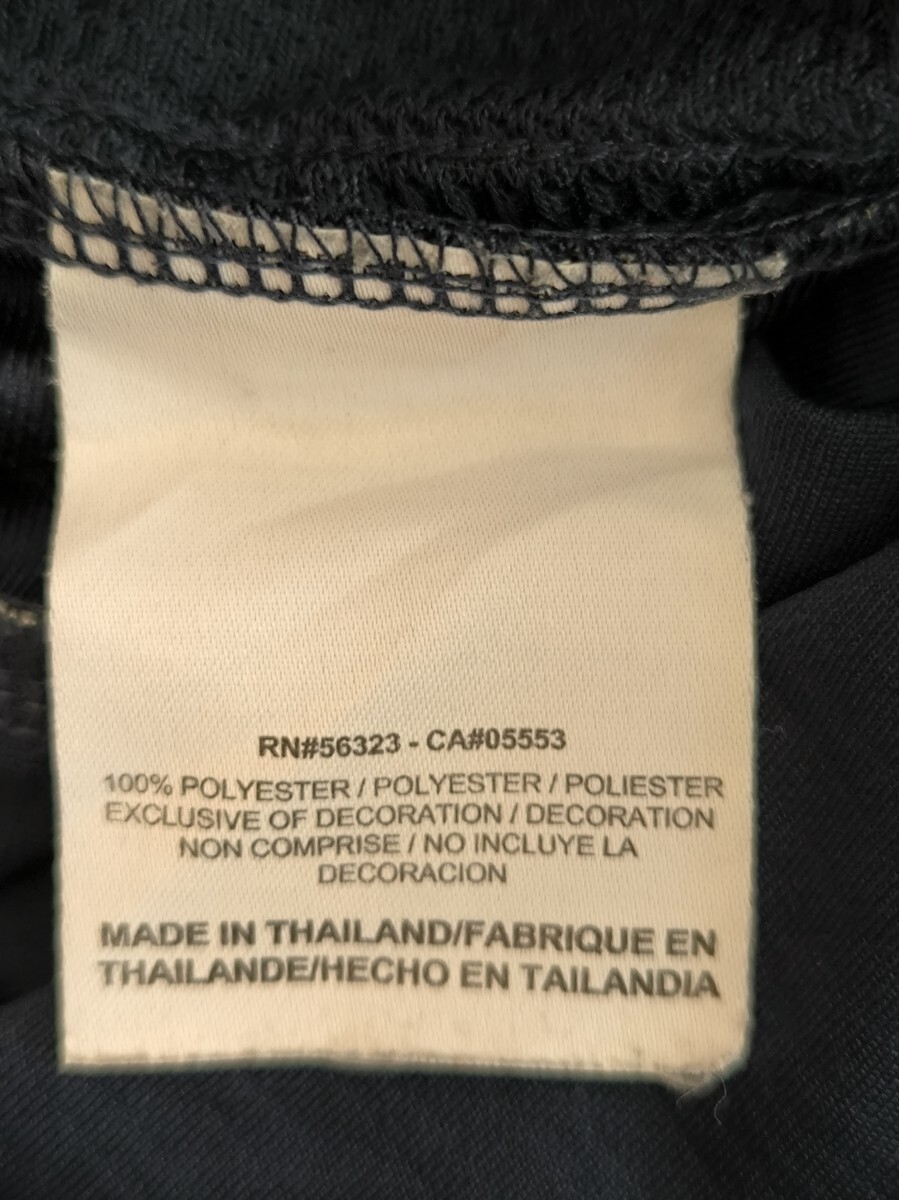 RN#56323 - CA#05553
100% POLYESTER / POLYESTER / POLIESTER
EXCLUSIVE OF DECORATION / DECORATION
NON COMPRISE / NO INCLUYE LA
DECORACION
MADE IN THAILAND/FABRIQUE EN
THAILANDE/HECHO EN TAILANDIA